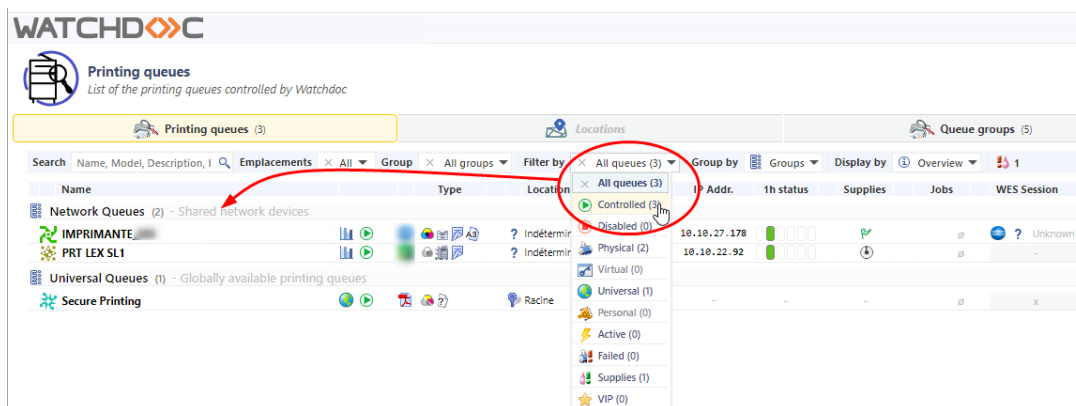 WATCHDOC
Printing queues
List of the printing queues controlled by Watchdoc
Printing queues (3)
Locations
Queue groups (5)
Search Name, Model, Description, Emplacements All Group All groups Filter by All queues (3) Group by Groups Display by Overview 1
Name Type Location IP Addr. 1h status Supplies Jobs WES Session
All queues (3)
Controlled (3)
Disabled (0)
Physical (2)
Virtual (0)
Universal (1)
Personal (0)
Active (0)
Failed (0)
Supplies (1)
VIP (0)
Network Queues (2) - Shared network devices
IMPRIMANTE ? Indétermin 10.10.27.178 ø ? Unknown
PRT LEX SL1 ? Indétermin 10.10.22.92 ø -
Universal Queues (1) - Globally available printing queues
Secure Printing Racine - - - ø x